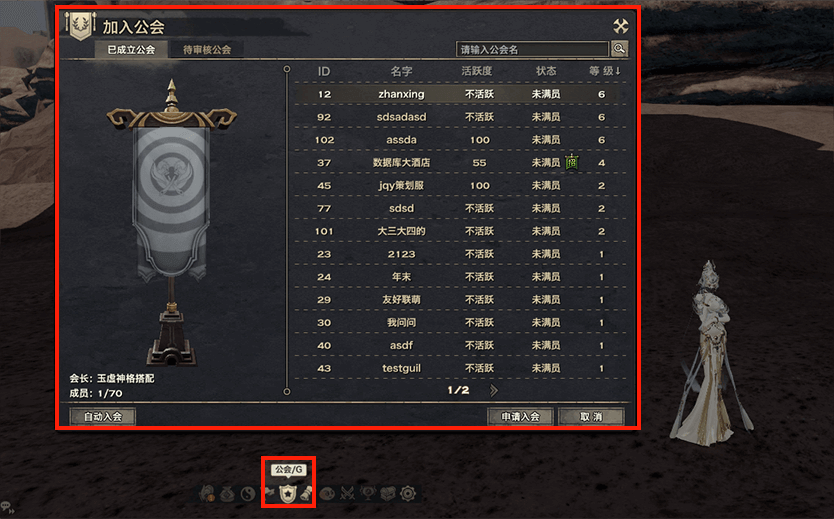 加入公会
已成立公会 待审核公会 请输入公会名
ID 名字 活跃度 状态 等 级↓
12 zhanxing 不活跃 未满员 6
92 sdsadasd 不活跃 未满员 6
102 assda 100 未满员 6
37 数据库大酒店 55 未满员 4
45 jqy策划服 100 未满员 2
77 sdsd 不活跃 未满员 2
101 大三大四的 不活跃 未满员 2
23 2123 不活跃 未满员 1
24 年末 不活跃 未满员 1
29 友好联萌 不活跃 未满员 1
30 我问问 不活跃 未满员 1
40 asdf 不活跃 未满员 1
43 testguil 不活跃 未满员 1
会长：玉虚神格搭配
成员：1/70
1/2
自动入会 申请入会 取 消
公会/G